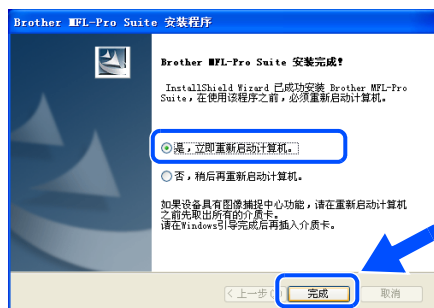 Brother MFL-Pro Suite 安装程序
Brother MFL-Pro Suite 安装完成!
InstallShield Wizard 已成功安装 Brother MFL-Pro
Suite，在使用该程序之前，必须重新启动计算机。
是，立即重新启动计算机。
否，稍后再重新启动计算机。
如果设备具有图像捕捉中心功能，请在重新启动计算机
之前先取出所有的介质卡。
请在Windows引导完成后再插入介质卡。
<上一步 完成 取消